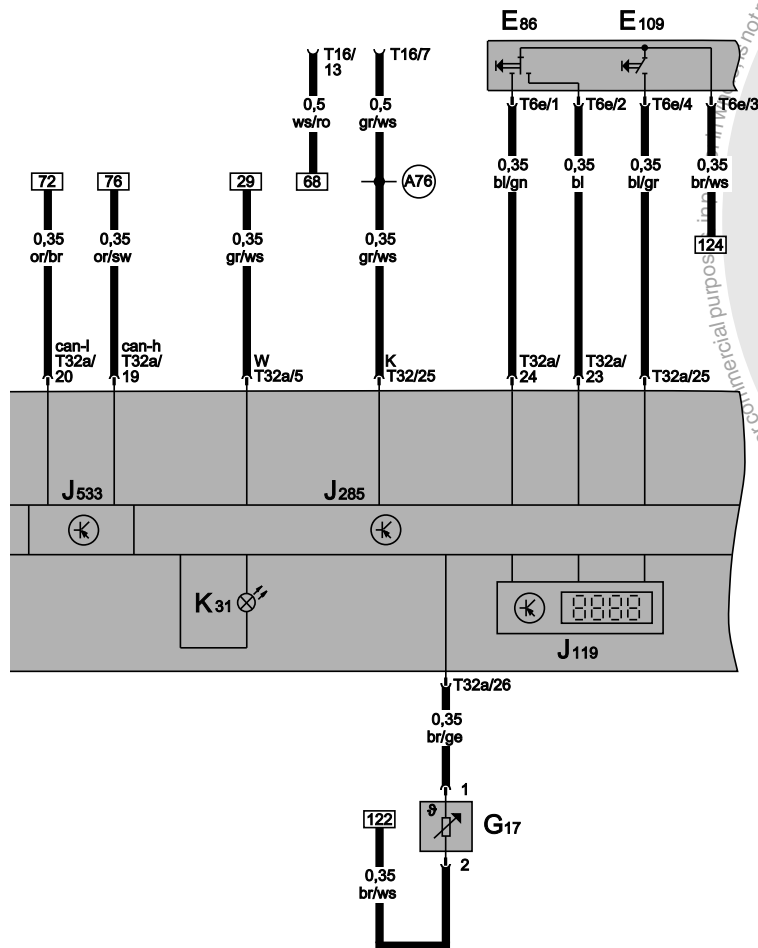 E86 E109
T16/
13
T16/7
T6e/1 T6e/2 T6e/4 T6e/3
0,5
ws/ro
0,5
gr/ws
0,35
bl/gn
0,35
bl
0,35
bl/gr
0,35
br/ws
72 76 29 68 A76
124
0,35
or/br
0,35
or/sw
0,35
gr/ws
0,35
gr/ws
can-l
T32a/
20
can-h
T32a/
19
W
T32a/5
K
T32/25
T32a/
24
T32a/
23
T32a/25
J533 J285
K31
J119
T32a/26
0,35
br/ge
1
122
ϑ
G17
2
0,35
br/ws
commercial purpos
is not